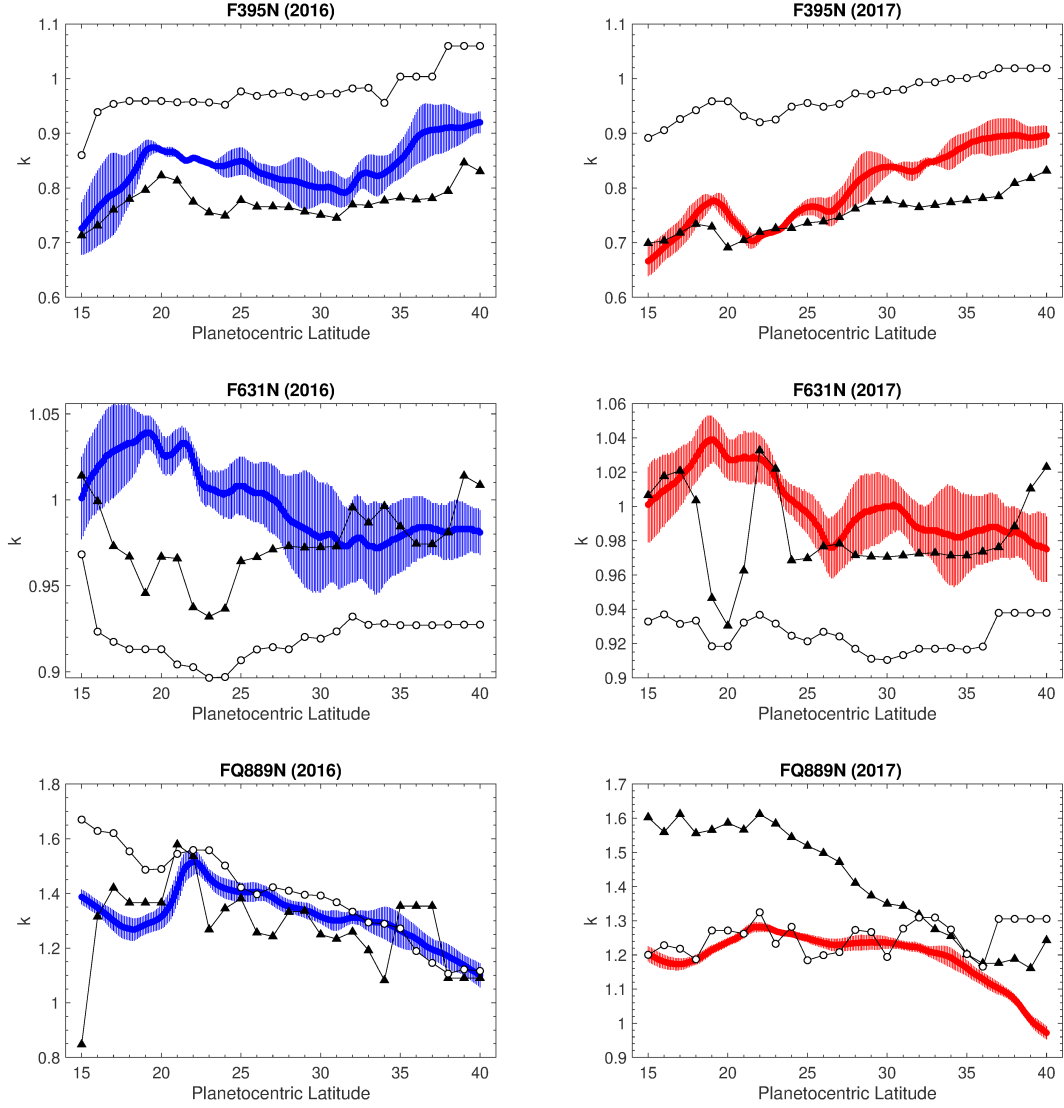 F395N (2016)
1.1
1
0.9
0.8
0.7
0.6
k
15 20 25 30 35 40
Planetocentric Latitude
F395N (2017)
1.1
1
0.9
0.8
0.7
0.6
k
15 20 25 30 35 40
Planetocentric Latitude
F631N (2016)
1.05
1
0.95
0.9
k
15 20 25 30 35 40
Planetocentric Latitude
F631N (2017)
1.06
1.04
1.02
1
0.98
0.96
0.94
0.92
0.9
k
15 20 25 30 35 40
Planetocentric Latitude
FQ889N (2016)
1.8
1.6
1.4
1.2
1
0.8
k
15 20 25 30 35 40
Planetocentric Latitude
FQ889N (2017)
1.7
1.6
1.5
1.4
1.3
1.2
1.1
1
0.9
k
15 20 25 30 35 40
Planetocentric Latitude